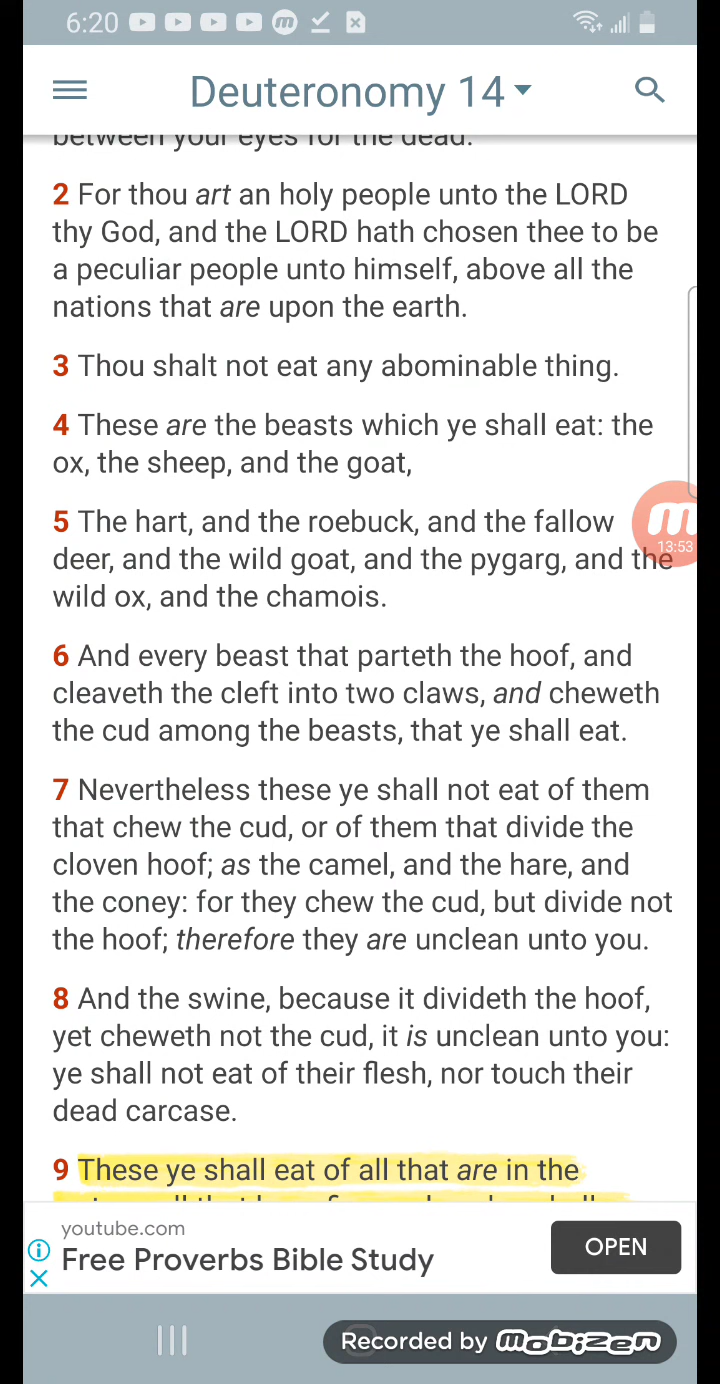 6:20
Deuteronomy 14
between your eyes for the dead.
2 For thou art an holy people unto the LORD
thy God, and the LORD hath chosen thee to be
a peculiar people unto himself, above all the
nations that are upon the earth.
3 Thou shalt not eat any abominable thing.
4 These are the beasts which ye shall eat: the
ox, the sheep, and the goat,
5 The hart, and the roebuck, and the fallow
deer, and the wild goat, and the pygarg, and the
wild ox, and the chamois.
m
13:53
6 And every beast that parteth the hoof, and
cleaveth the cleft into two claws, and cheweth
the cud among the beasts, that ye shall eat.
7 Nevertheless these ye shall not eat of them
that chew the cud, or of them that divide the
cloven hoof; as the camel, and the hare, and
the coney: for they chew the cud, but divide not
the hoof; therefore they are unclean unto you.
8 And the swine, because it divideth the hoof,
yet cheweth not the cud, it is unclean unto you:
ye shall not eat of their flesh, nor touch their
dead carcase.
9 These ye shall eat of all that are in the
youtube.com
Free Proverbs Bible Study
OPEN
Recorded by mobizen